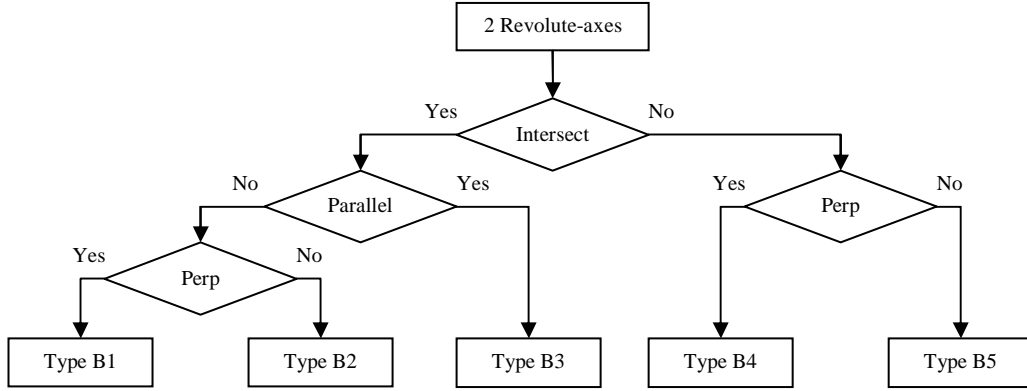 2 Revolute-axes
Yes
No
Intersect
No
Yes
Yes
No
Parallel
Perp
Yes
No
Perp
Type B1
Type B2
Type B3
Type B4
Type B5